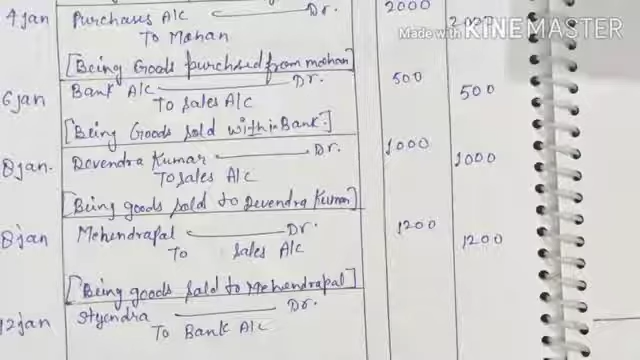 4 Jan Purchases A/c Dr. 2000
2000
To Mohan
Made with KINEMASTER
[Being Goods purchased from mohan]
6 jan Bank A/c Dr. 500
To Sales A/c 500
[Being Goods sold within Bank.]
8 jan. Devendra Kumar Dr. 1000
To Sales A/c 1000
[Being goods sold to Devendra Kumar]
8 jan Mehendrapal Dr. 1200
To Sales A/c 1200
[Being goods sold to Mehendrapal]
12 jan Styendra Dr.
To Bank A/c